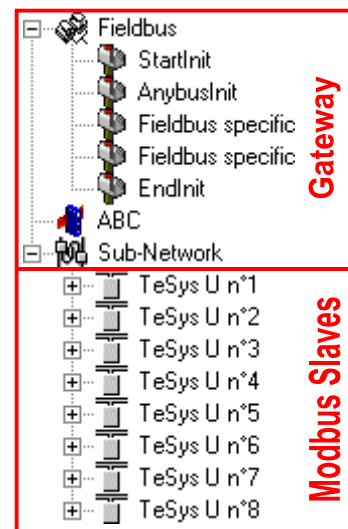 Fieldbus
StartInit
AnybusInit
Fieldbus specific
Fieldbus specific
EndInit
ABC
Sub-Network
Gateway
TeSys U n°1
TeSys U n°2
TeSys U n°3
TeSys U n°4
TeSys U n°5
TeSys U n°6
TeSys U n°7
TeSys U n°8
Modbus Slaves